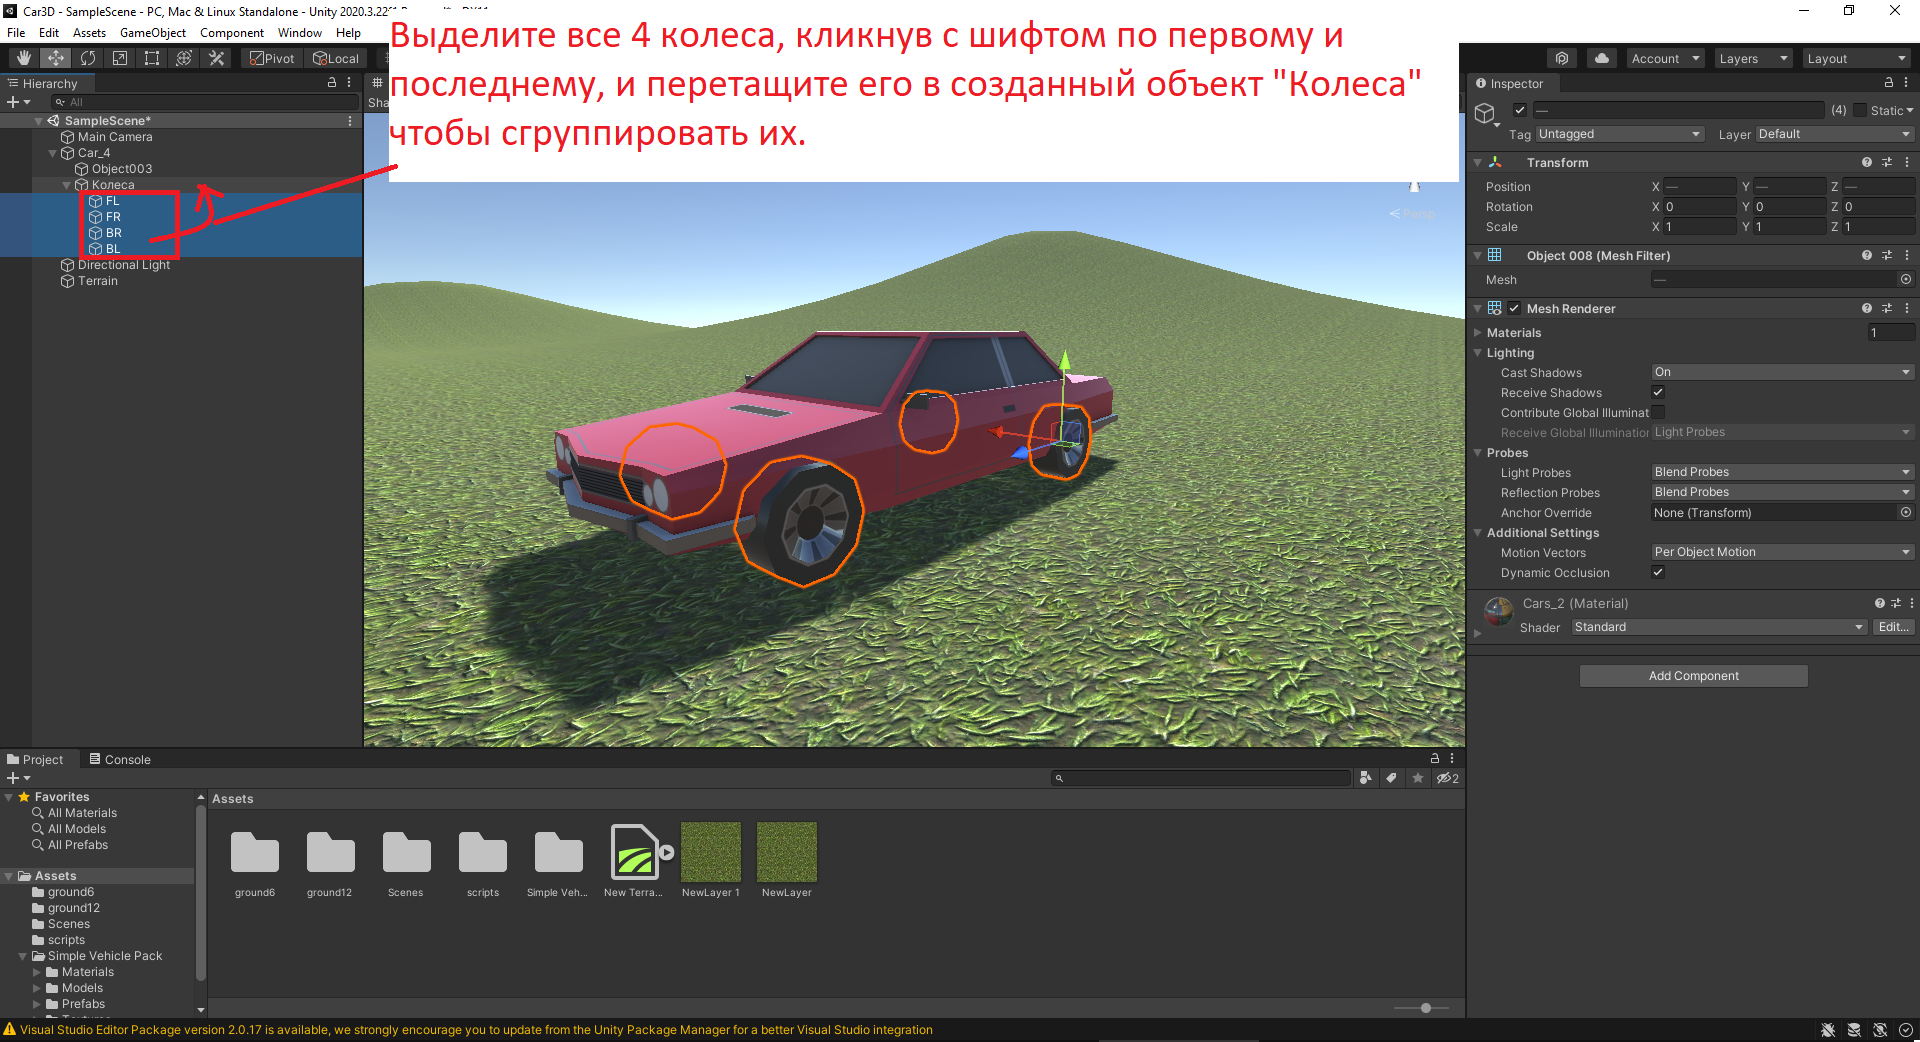 Car3D - SampleScene - PC, Mac & Linux Standalone - Unity 2020.3.22f1
File Edit Assets GameObject Component Window Help
Выделите все 4 колеса, кликнув с шифтом по первому и
последнему, и перетащите его в созданный объект "Колеса"
чтобы сгруппировать их.
Pivot Local
Account Layers Layout
Hierarchy
All
SampleScene*
Main Camera
Car_4
Object003
Колеса
FL
FR
BR
BL
Directional Light
Terrain
Sha
Persp
Inspector
— (4) Static
Tag Untagged Layer Default
Transform
Position X — Y — Z —
Rotation X 0 Y 0 Z 0
Scale X 1 Y 1 Z 1
Object 008 (Mesh Filter)
Mesh —
Mesh Renderer
Materials 1
Lighting
Cast Shadows On
Receive Shadows
Contribute Global Illuminat
Receive Global Illumination Light Probes
Probes
Light Probes Blend Probes
Reflection Probes Blend Probes
Anchor Override None (Transform)
Additional Settings
Motion Vectors Per Object Motion
Dynamic Occlusion
Cars_2 (Material)
Shader Standard Edit...
Add Component
Project Console
2
Favorites
All Materials
All Models
All Prefabs
Assets
ground6
ground12
Scenes
scripts
Simple Vehicle Pack
Materials
Models
Prefabs
Assets
ground6 ground12 Scenes scripts Simple Veh... New Terra... NewLayer 1 NewLayer
Visual Studio Editor Package version 2.0.17 is available, we strongly encourage you to update from the Unity Package Manager for a better Visual Studio integration